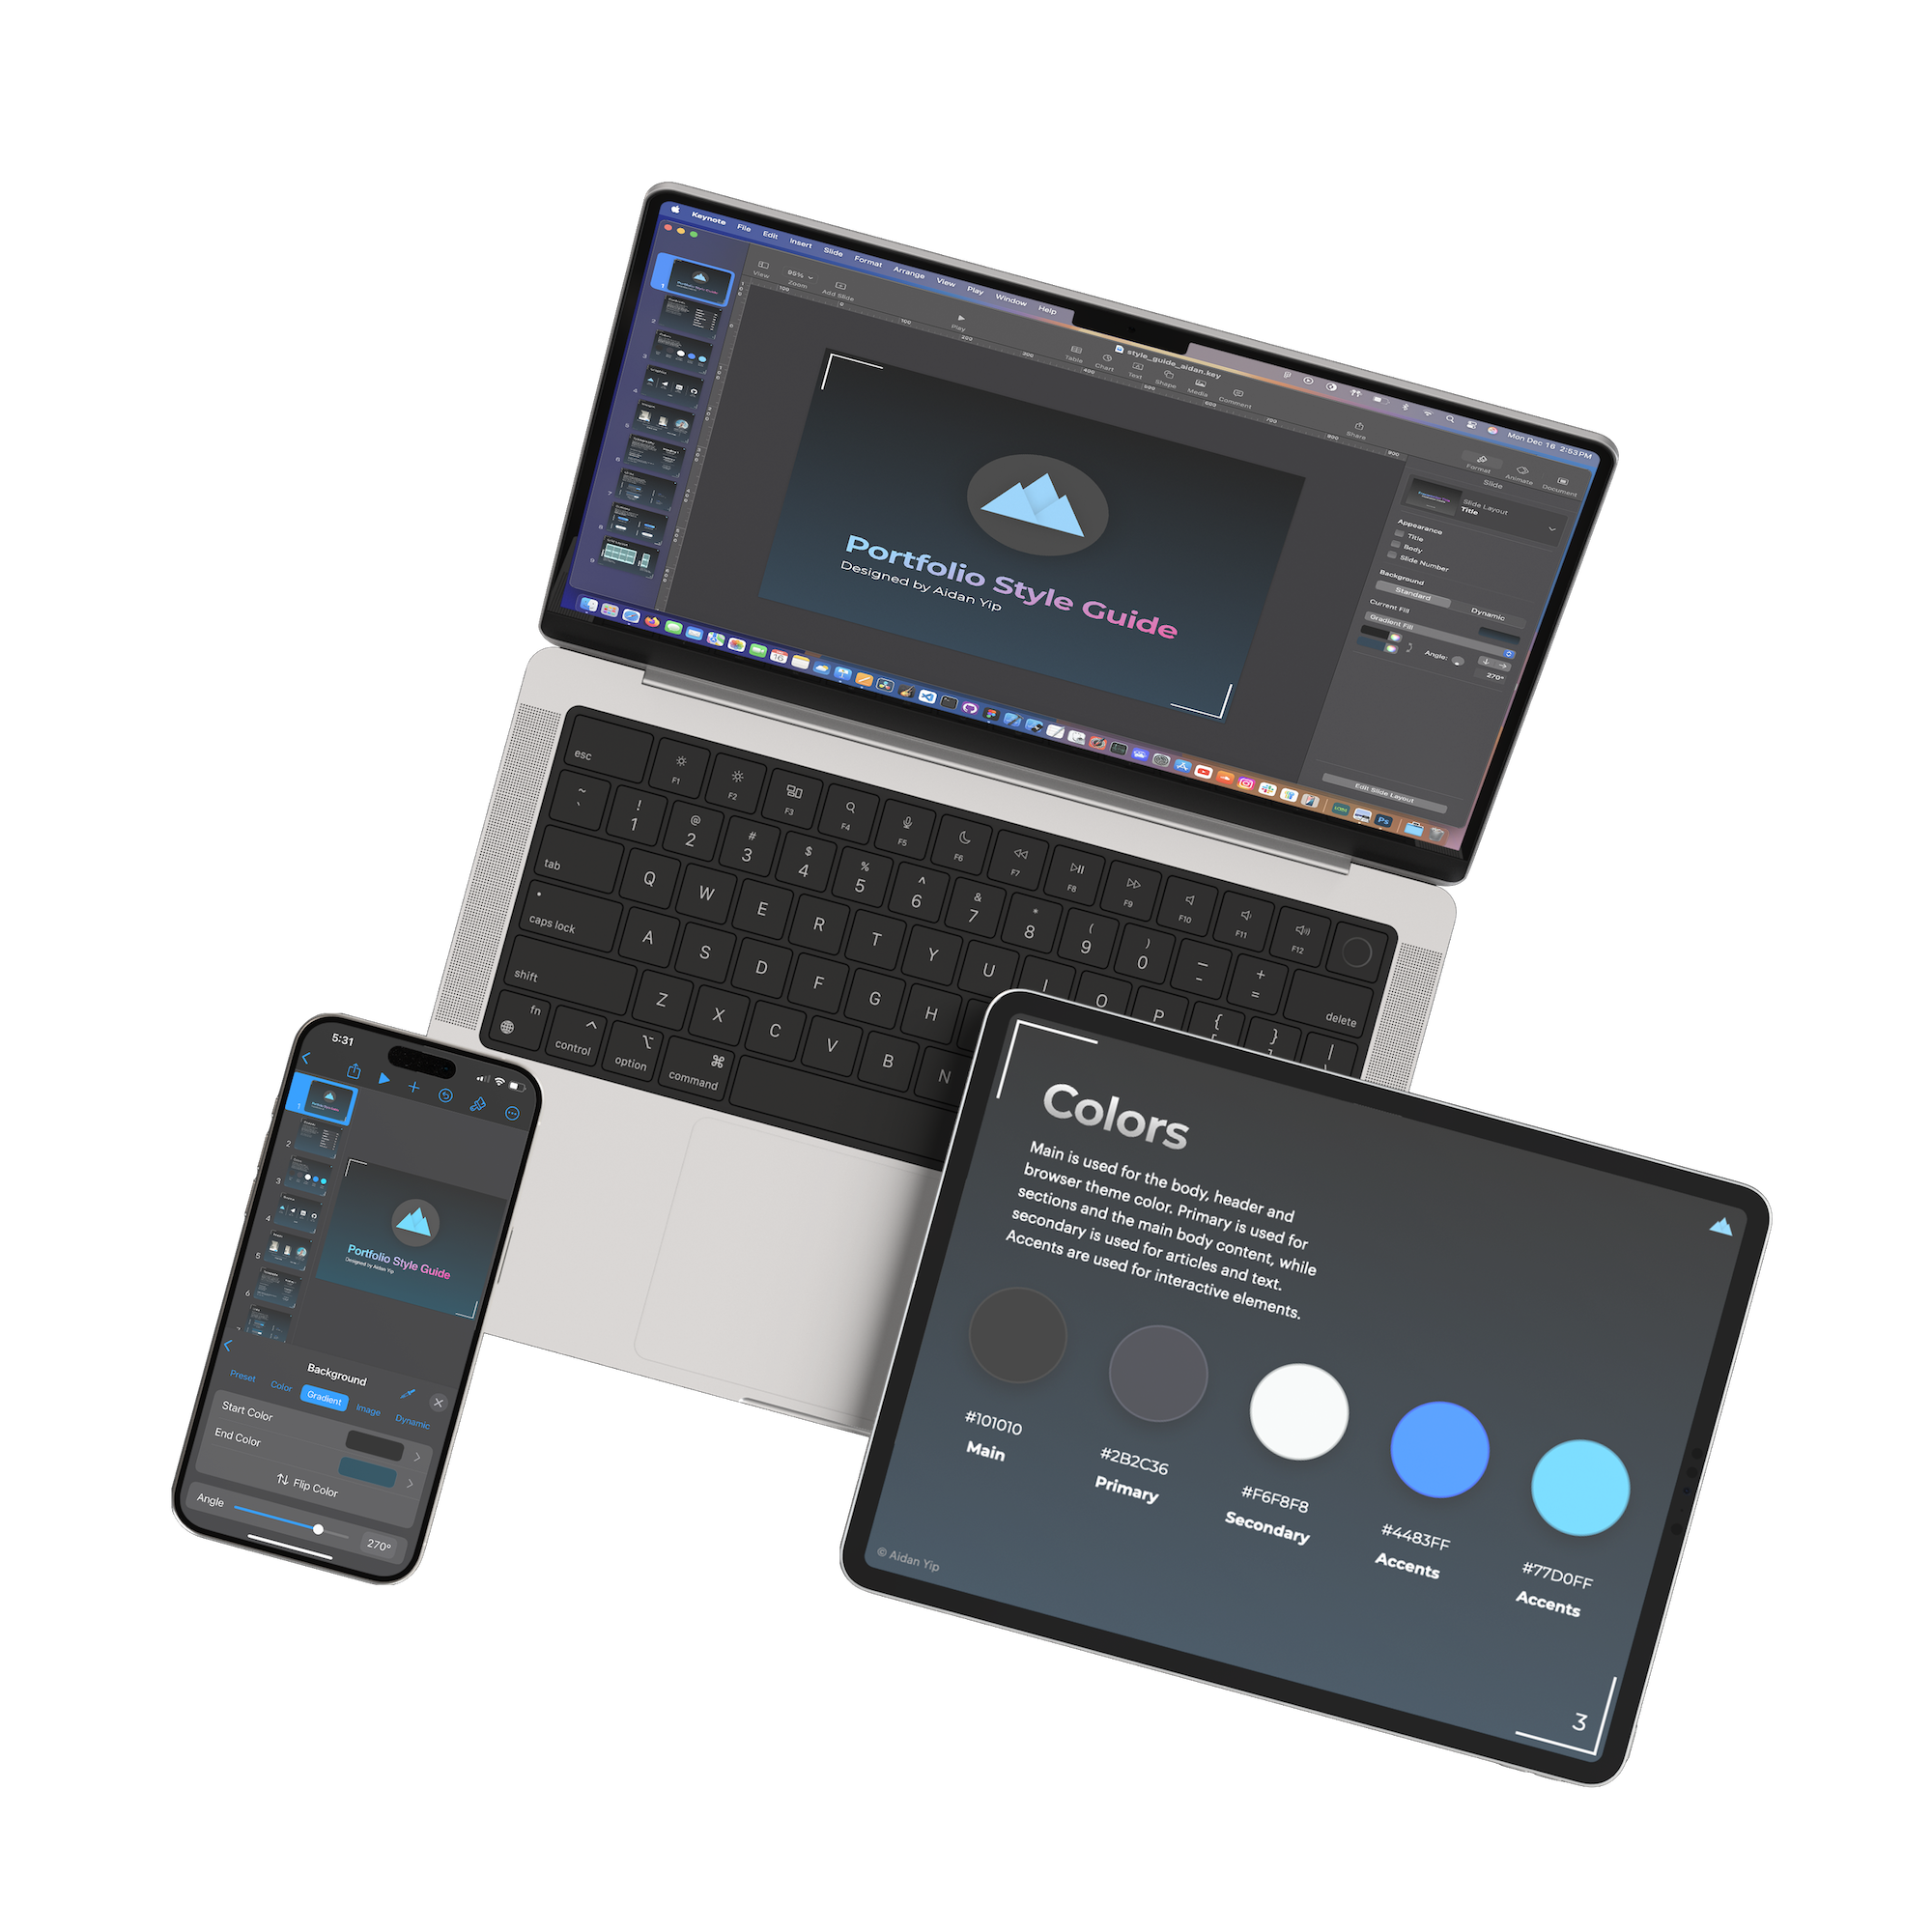 Keynote File Edit Insert Slide Format Arrange View Play Window Help
Mon Dec 16 2:53 PM
style_guide_aidan.key
View
Zoom
Add Slide
Play
Table
Chart
Text
Shape
Media
Comment
Share
Format
Animate
Document
Portfolio Style Guide
Designed by Aidan Yip
Slide
Slide Layout
Title
Appearance
Title
Body
Slide Number
Background
Standard Dynamic
Current Fill
Gradient Fill
Angle:
270°
Edit Slide Layout
esc F1 F2 F3 F4 F5 F6 F7 F8 F9 F10 F11 F12
~ ! @ # $ % ^ & * ( ) _ +
` 1 2 3 4 5 6 7 8 9 0 - = delete
tab Q W E R T Y U I O P { }
caps lock A S D F G H
shift Z X C V B N
fn control option command
5:31
1
2
3
4
5
6
Portfolio Style Guide
Designed by Aidan Yip
Background
Preset Color Gradient Image Dynamic
Start Color
End Color
Flip Color
Angle 270°
Colors
Main is used for the body, header and
browser theme color. Primary is used for
sections and the main body content, while
secondary is used for articles and text.
Accents are used for interactive elements.
#101010
Main
#2B2C36
Primary
#F6F8F8
Secondary
#4483FF
Accents
#77D0FF
Accents
© Aidan Yip
3